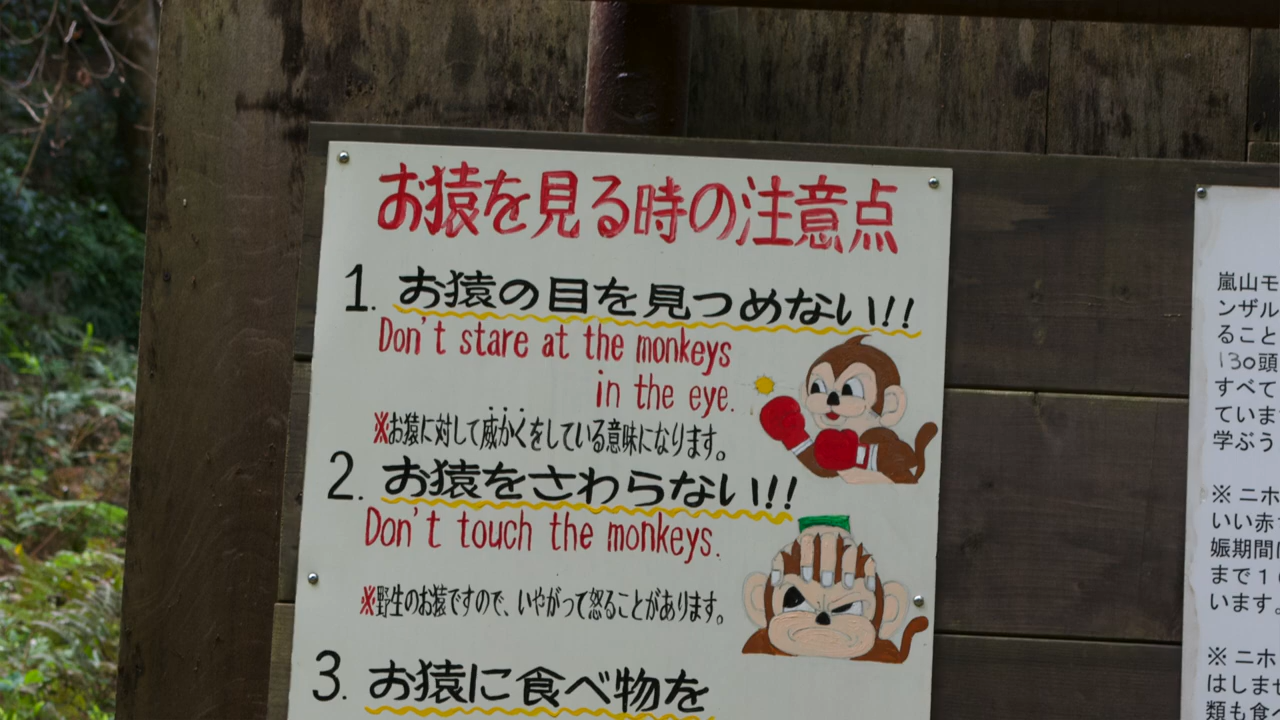 お猿を見る時の注意点
1. お猿の目を見つめない!!
Don't stare at the monkeys
in the eye.
※お猿に対して威かくをしている意味になります。
2. お猿をさわらない!!
Don't touch the monkeys.
※野生のお猿ですので、いやがって怒ることがあります。
3. お猿に食べ物を
嵐山モ
ンザル
ること
130頭
すべて
ていま
学ぶう
※ ニホ
いい赤
娠期間
まで1
います。
※ ニホ
はしませ
類も食べ